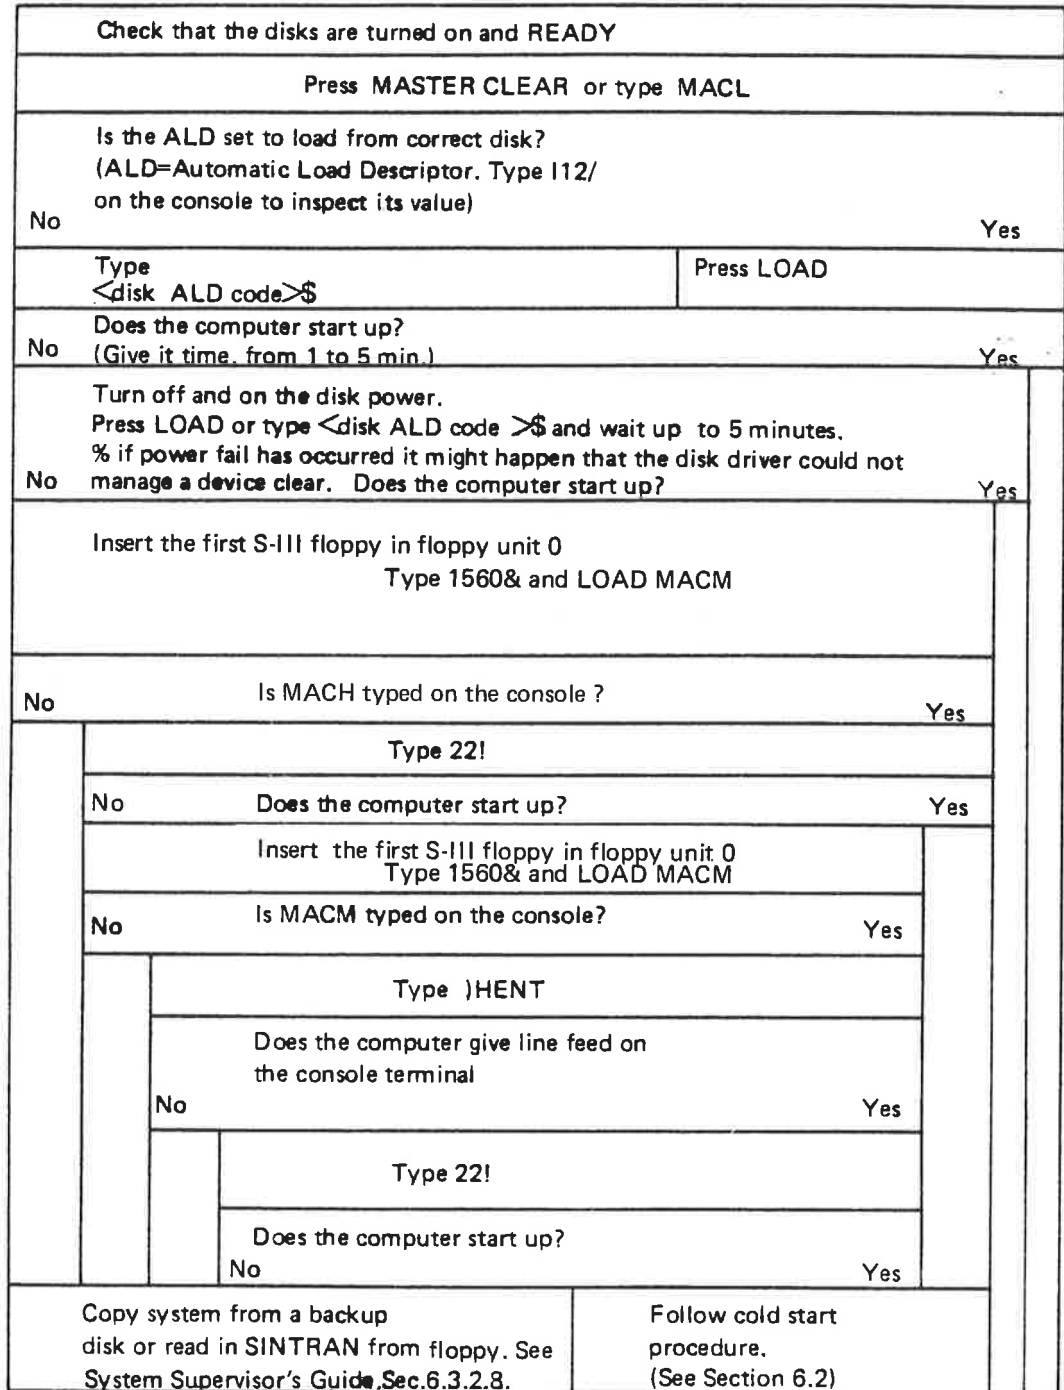 Check that the disks are turned on and READY
Press MASTER CLEAR or type MACL
Is the ALD set to load from correct disk?
(ALD=Automatic Load Descriptor. Type I12/
on the console to inspect its value)
No Yes
Type
<disk ALD code>$
Press LOAD
Does the computer start up?
(Give it time, from 1 to 5 min.)
No Yes
Turn off and on the disk power.
Press LOAD or type <disk ALD code >$ and wait up to 5 minutes.
% if power fail has occurred it might happen that the disk driver could not
manage a device clear. Does the computer start up?
No Yes
Insert the first S-III floppy in floppy unit 0
Type 1560& and LOAD MACM
Is MACH typed on the console ?
No Yes
Type 22!
No Does the computer start up? Yes
Insert the first S-III floppy in floppy unit 0
Type 1560& and LOAD MACM
Is MACM typed on the console?
No Yes
Type )HENT
Does the computer give line feed on
the console terminal
No Yes
Type 22!
Does the computer start up?
No Yes
Copy system from a backup
disk or read in SINTRAN from floppy. See
System Supervisor's Guide,Sec.6.3.2.8.
Follow cold start
procedure.
(See Section 6.2)